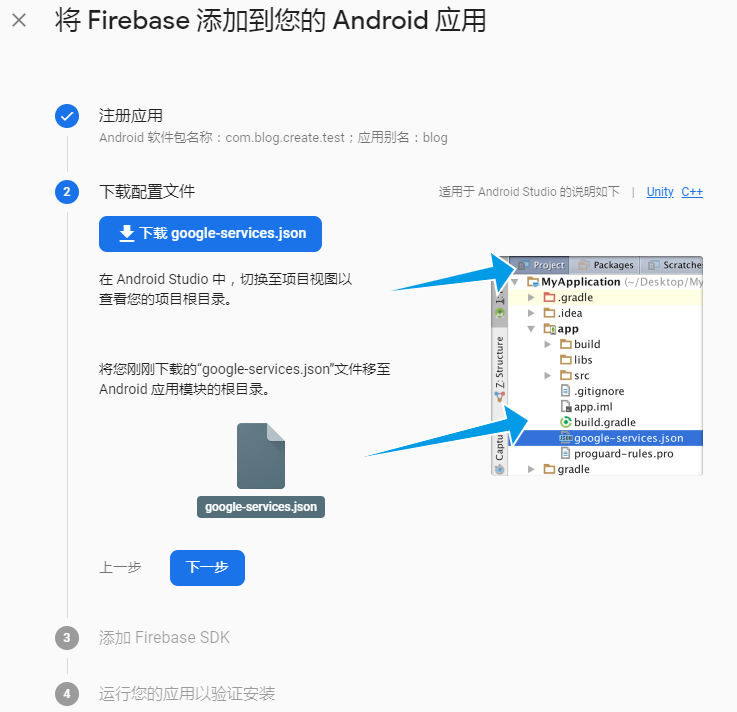 将 Firebase 添加到您的 Android 应用
注册应用
Android 软件包名称：com.blog.create.test；应用别名：blog
2
下载配置文件
适用于 Android Studio 的说明如下 | Unity C++
下载 google-services.json
在 Android Studio 中，切换至项目视图以
查看您的项目根目录。
将您刚刚下载的“google-services.json”文件移至
Android 应用模块的根目录。
google-services.json
Project Packages Scratche
MyApplication (~/Desktop/My
.gradle
.idea
app
build
libs
src
.gitignore
app.iml
build.gradle
google-services.json
proguard-rules.pro
gradle
Z: Structure
Captu
上一步
下一步
3
添加 Firebase SDK
4
运行您的应用以验证安装